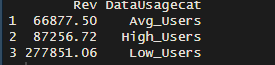 Rev DataUsagecat
1 66877.50 Avg_Users
2 87256.72 High_Users
3 277851.06 Low_Users